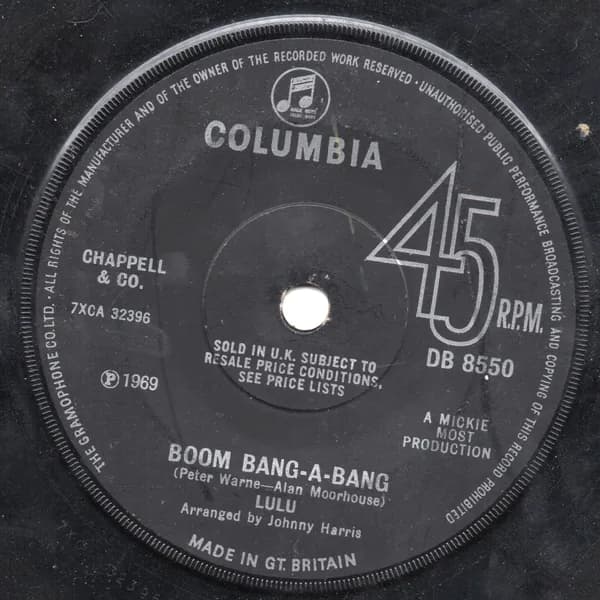 THE GRAMOPHONE CO.LTD. · ALL RIGHTS OF THE MANUFACTURER AND OF THE OWNER OF THE RECORDED WORK RESERVED · UNAUTHORISED PUBLIC PERFORMANCE BROADCASTING AND COPYING OF THIS RECORD PROHIBITED
COLUMBIA
45 R.P.M.
DB 8550
CHAPPELL
& CO.
7XCA 32396
SOLD IN U.K. SUBJECT TO
RESALE PRICE CONDITIONS,
SEE PRICE LISTS
℗ 1969
A MICKIE
MOST
PRODUCTION
BOOM BANG-A-BANG
(Peter Warne—Alan Moorhouse)
LULU
Arranged by Johnny Harris
MADE IN GT. BRITAIN